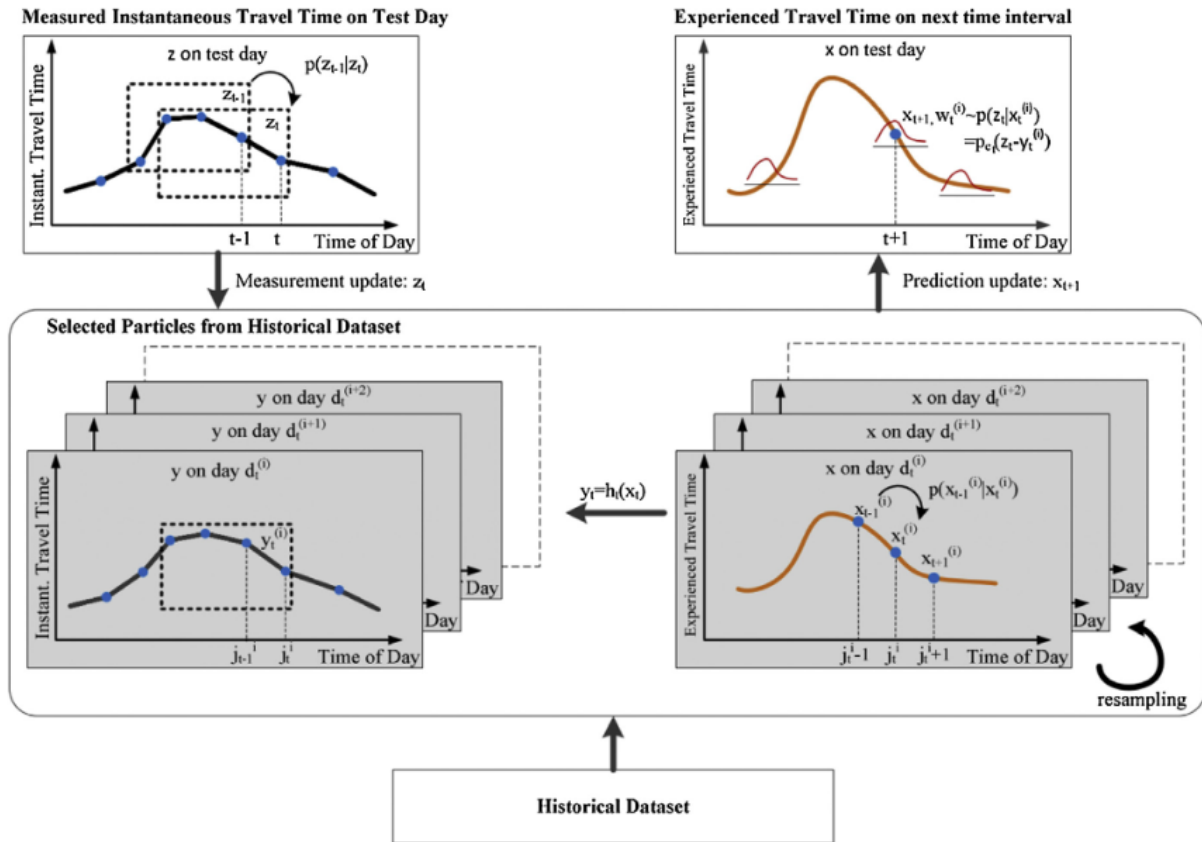 Measured Instantaneous Travel Time on Test Day
Instant. Travel Time
z on test day
p(zₜ₋₁|zₜ)
zₜ₋₁
zₜ
t-1
t
Time of Day
Experienced Travel Time on next time interval
Experienced Travel Time
x on test day
xₜ₊₁, wₜ⁽ⁱ⁾~p(zₜ|xₜ⁽ⁱ⁾)
=pₑₜ(zₜ-yₜ⁽ⁱ⁾)
t+1
Time of Day
Measurement update: zₜ
Prediction update: xₜ₊₁
Selected Particles from Historical Dataset
y on day dₜ⁽ⁱ⁺²⁾
y on day dₜ⁽ⁱ⁺¹⁾
y on day dₜ⁽ⁱ⁾
Instant. Travel Time
yₜ⁽ⁱ⁾
jₜ₋₁ⁱ
jₜⁱ
Time of Day
Day
Day
yₜ=hₜ(xₜ)
x on day dₜ⁽ⁱ⁺²⁾
x on day dₜ⁽ⁱ⁺¹⁾
x on day dₜ⁽ⁱ⁾
Experienced Travel Time
p(xₜ₋₁⁽ⁱ⁾|xₜ⁽ⁱ⁾)
xₜ₋₁⁽ⁱ⁾
xₜ⁽ⁱ⁾
xₜ₊₁⁽ⁱ⁾
jₜⁱ-1
jₜⁱ
jₜⁱ+1
Time of Day
Day
Day
resampling
Historical Dataset